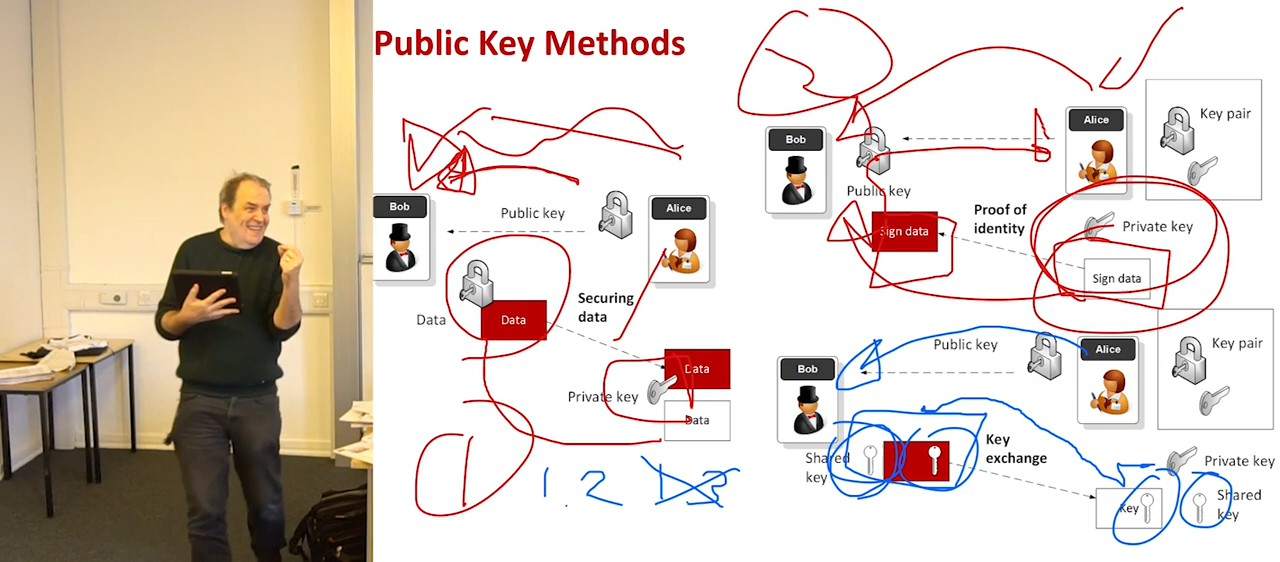 Public Key Methods
Bob
Public key
Alice
Data
Data
Securing
data
Data
Private key
Data
1.2 1.3
Bob
Public key
Alice
Key pair
Sign data
Proof of
identity
Private key
Sign data
Bob
Public key
Alice
Key pair
Shared
key
Key
exchange
Private key
Key
Shared
key